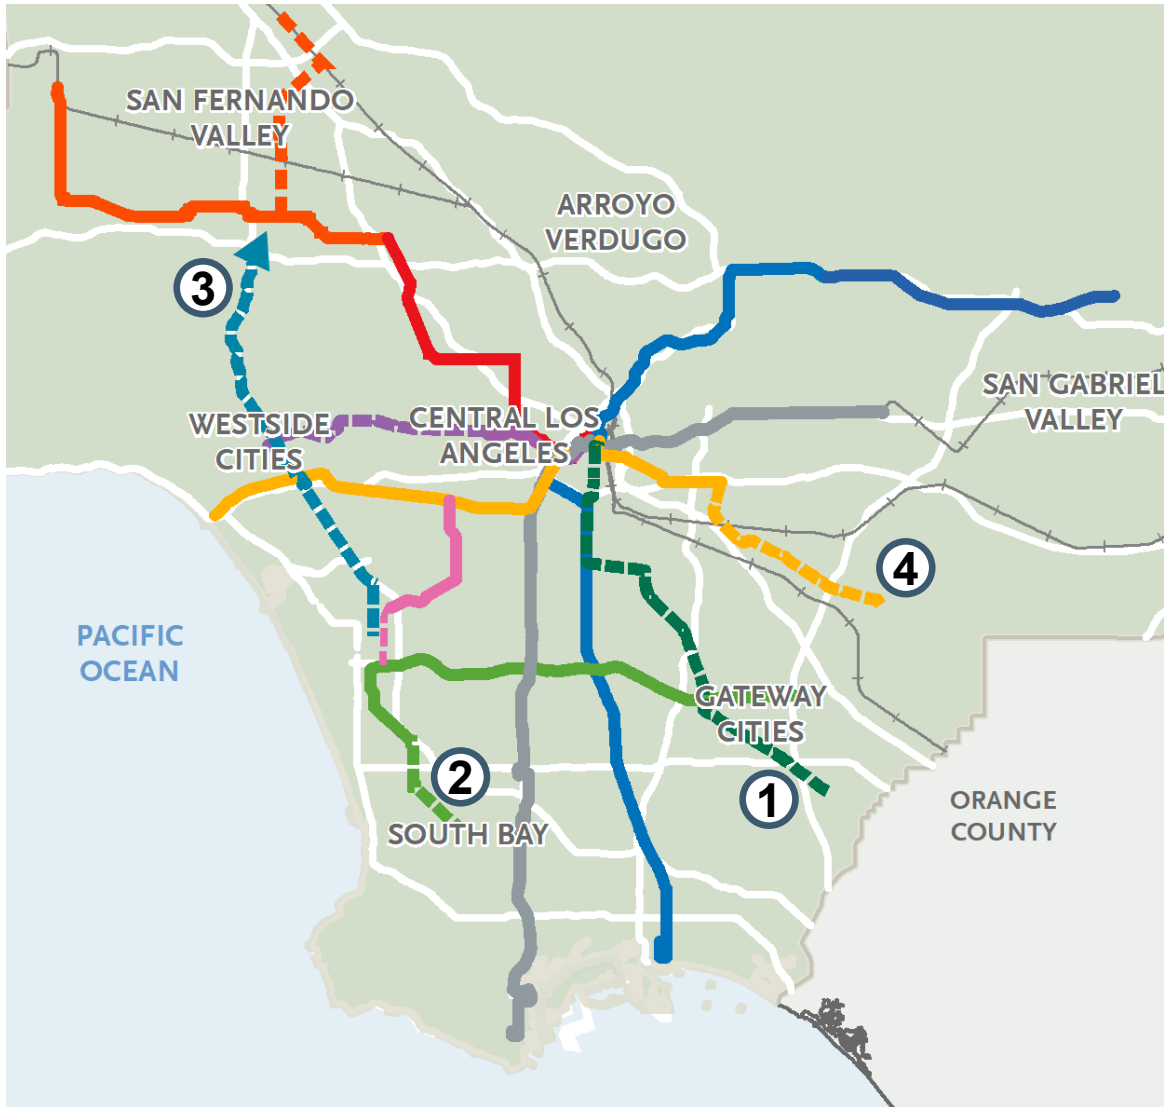 SAN FERNANDO
VALLEY
ARROYO
VERDUGO
3
SAN GABRIEL
VALLEY
WESTSIDE
CITIES
CENTRAL LOS
ANGELES
4
PACIFIC
OCEAN
GATEWAY
CITIES
2
1
SOUTH BAY
ORANGE
COUNTY